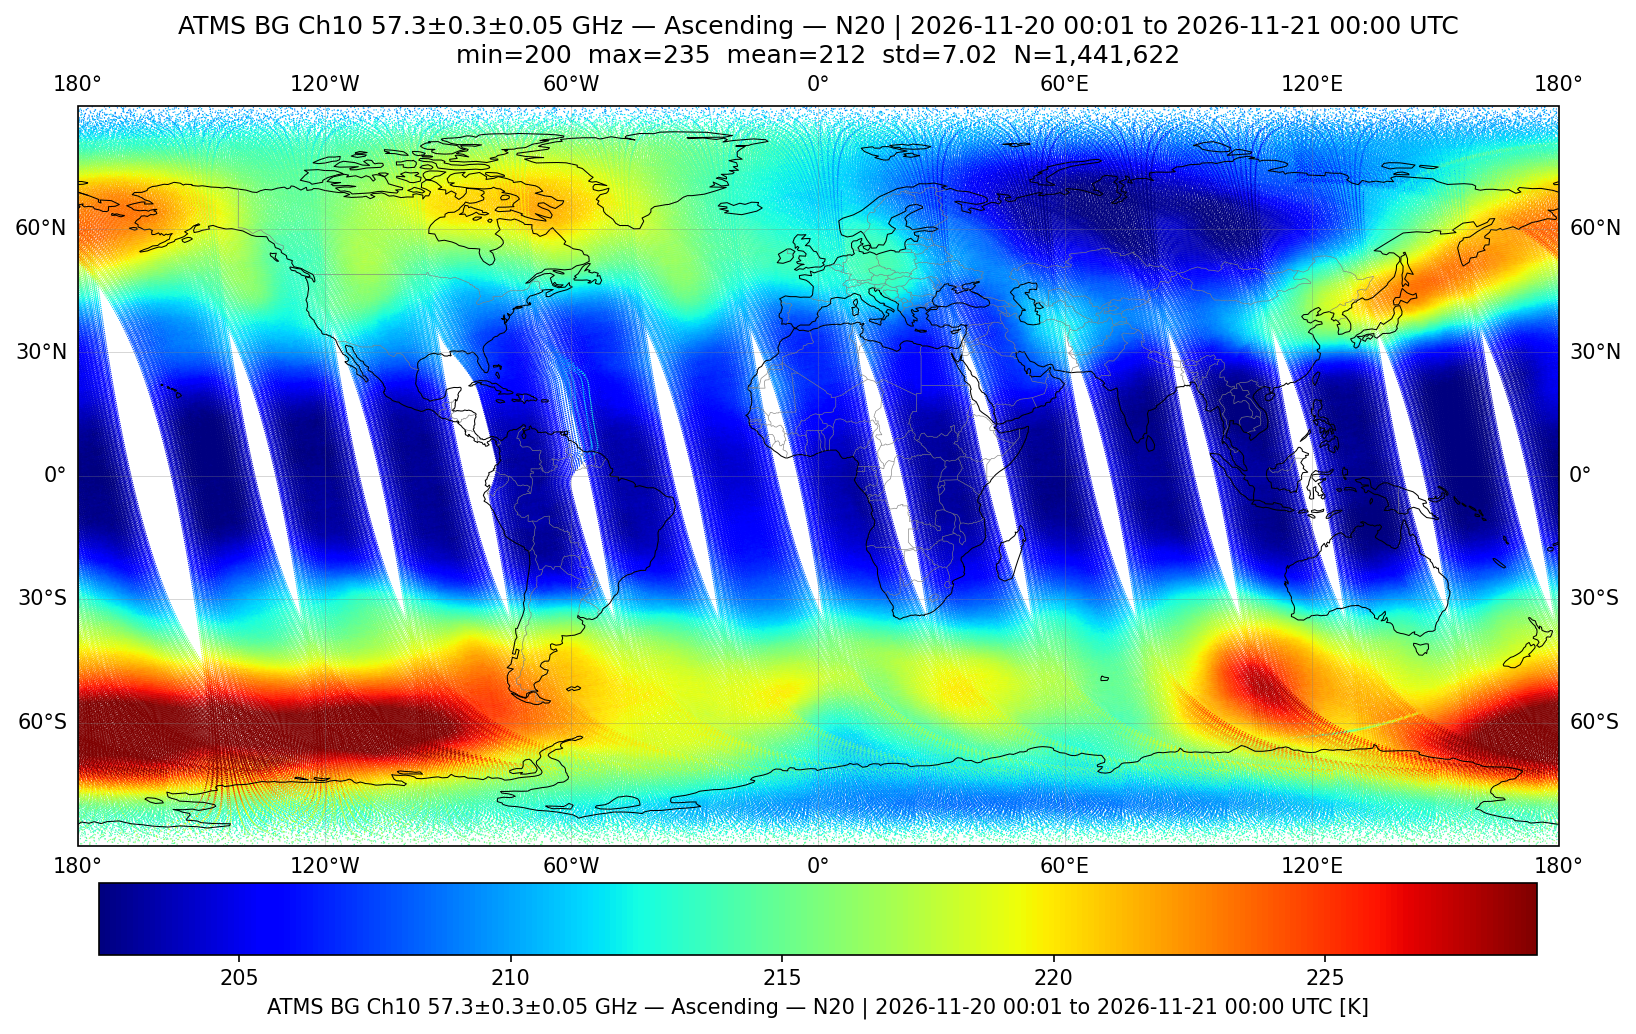 ATMS BG Ch10 57.3±0.3±0.05 GHz — Ascending — N20 | 2026-11-20 00:01 to 2026-11-21 00:00 UTC
min=200 max=235 mean=212 std=7.02 N=1,441,622
180° 120°W 60°W 0° 60°E 120°E 180°
60°N 60°N
30°N 30°N
0° 0°
30°S 30°S
60°S 60°S
180° 120°W 60°W 0° 60°E 120°E 180°
205 210 215 220 225
ATMS BG Ch10 57.3±0.3±0.05 GHz — Ascending — N20 | 2026-11-20 00:01 to 2026-11-21 00:00 UTC [K]